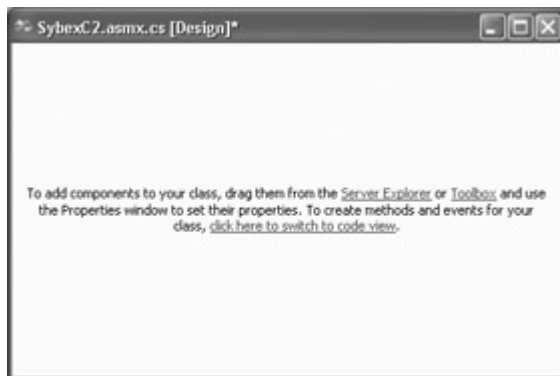 SybexC2.asmx.cs [Design]*
To add components to your class, drag them from the Server Explorer or Toolbox and use
the Properties window to set their properties. To create methods and events for your
class, click here to switch to code view.